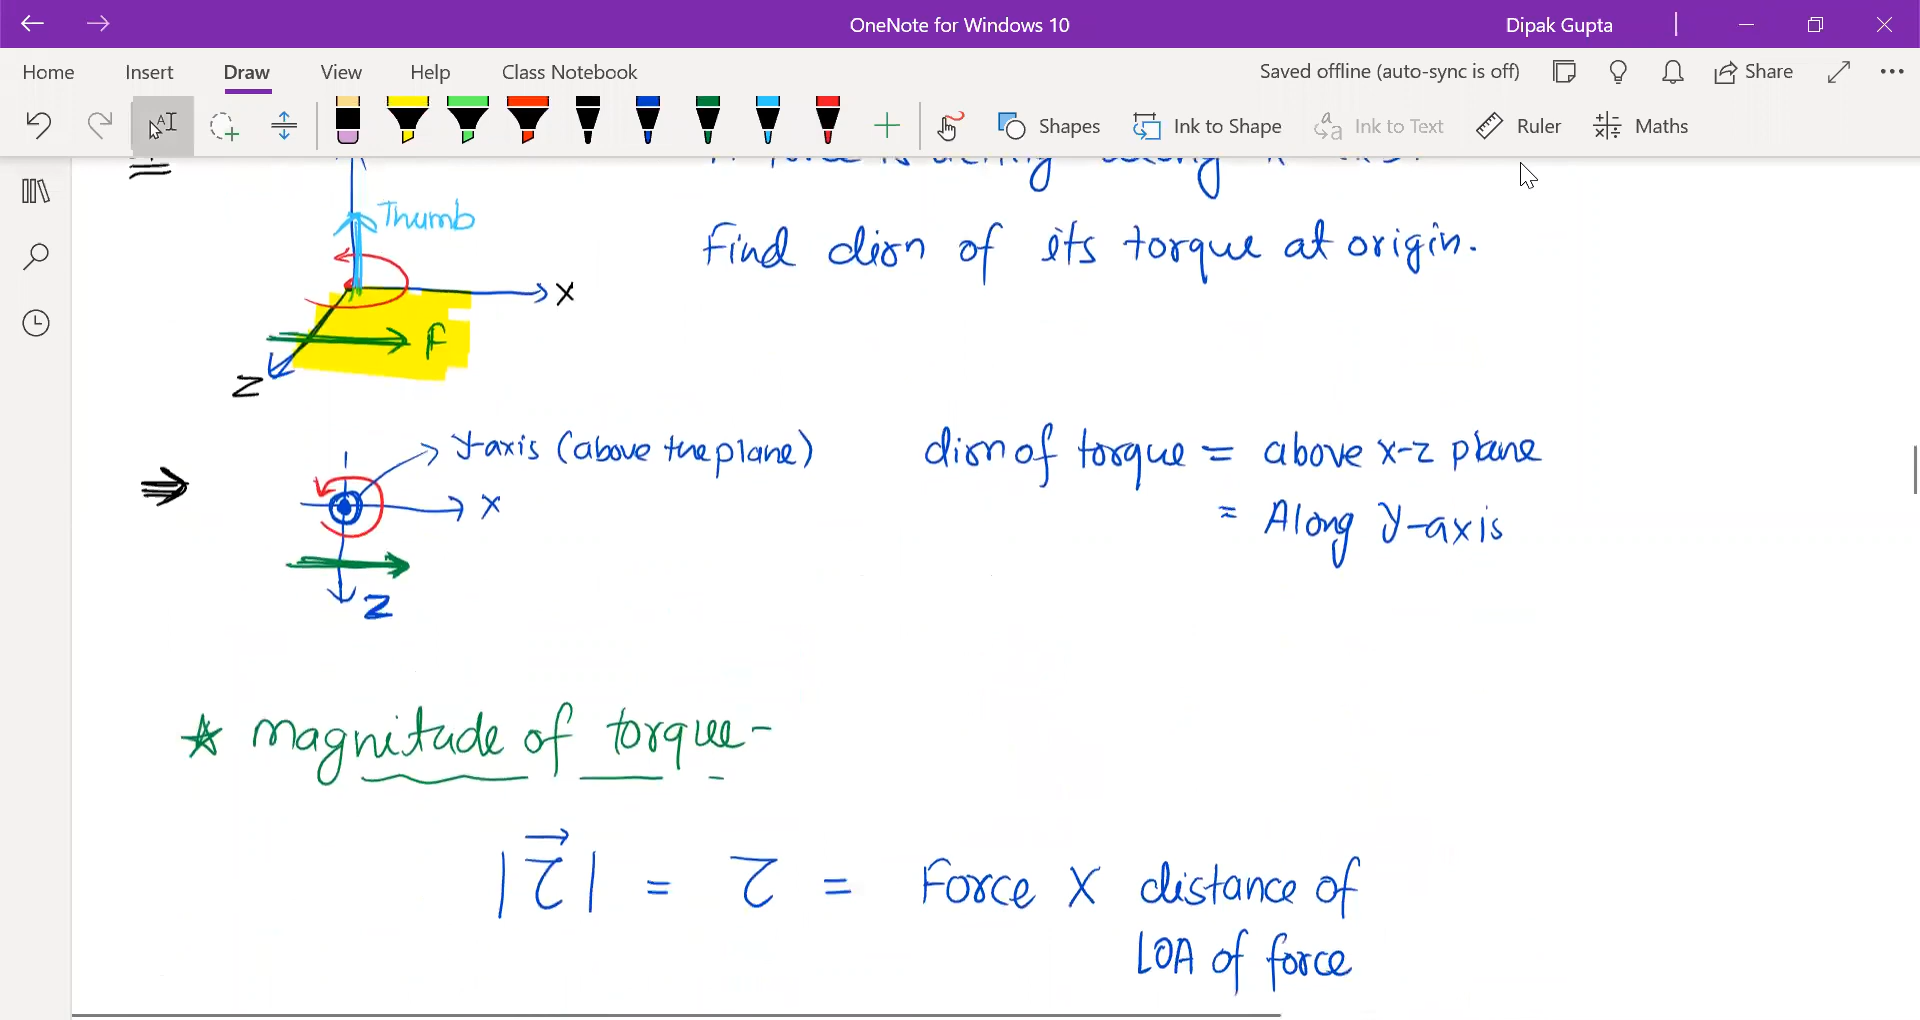 OneNote for Windows 10
Dipak Gupta
Home Insert Draw View Help Class Notebook
Saved offline (auto-sync is off) Share
Shapes Ink to Shape Ink to Text Ruler Maths
Thumb
Find dirn of its torque at origin.
X
F
Z
Y-axis (above the plane)
X
Z
dirn of torque = above x-z plane
= Along Y-axis
magnitude of torque -
|τ| = τ = Force X distance of
LOA of force